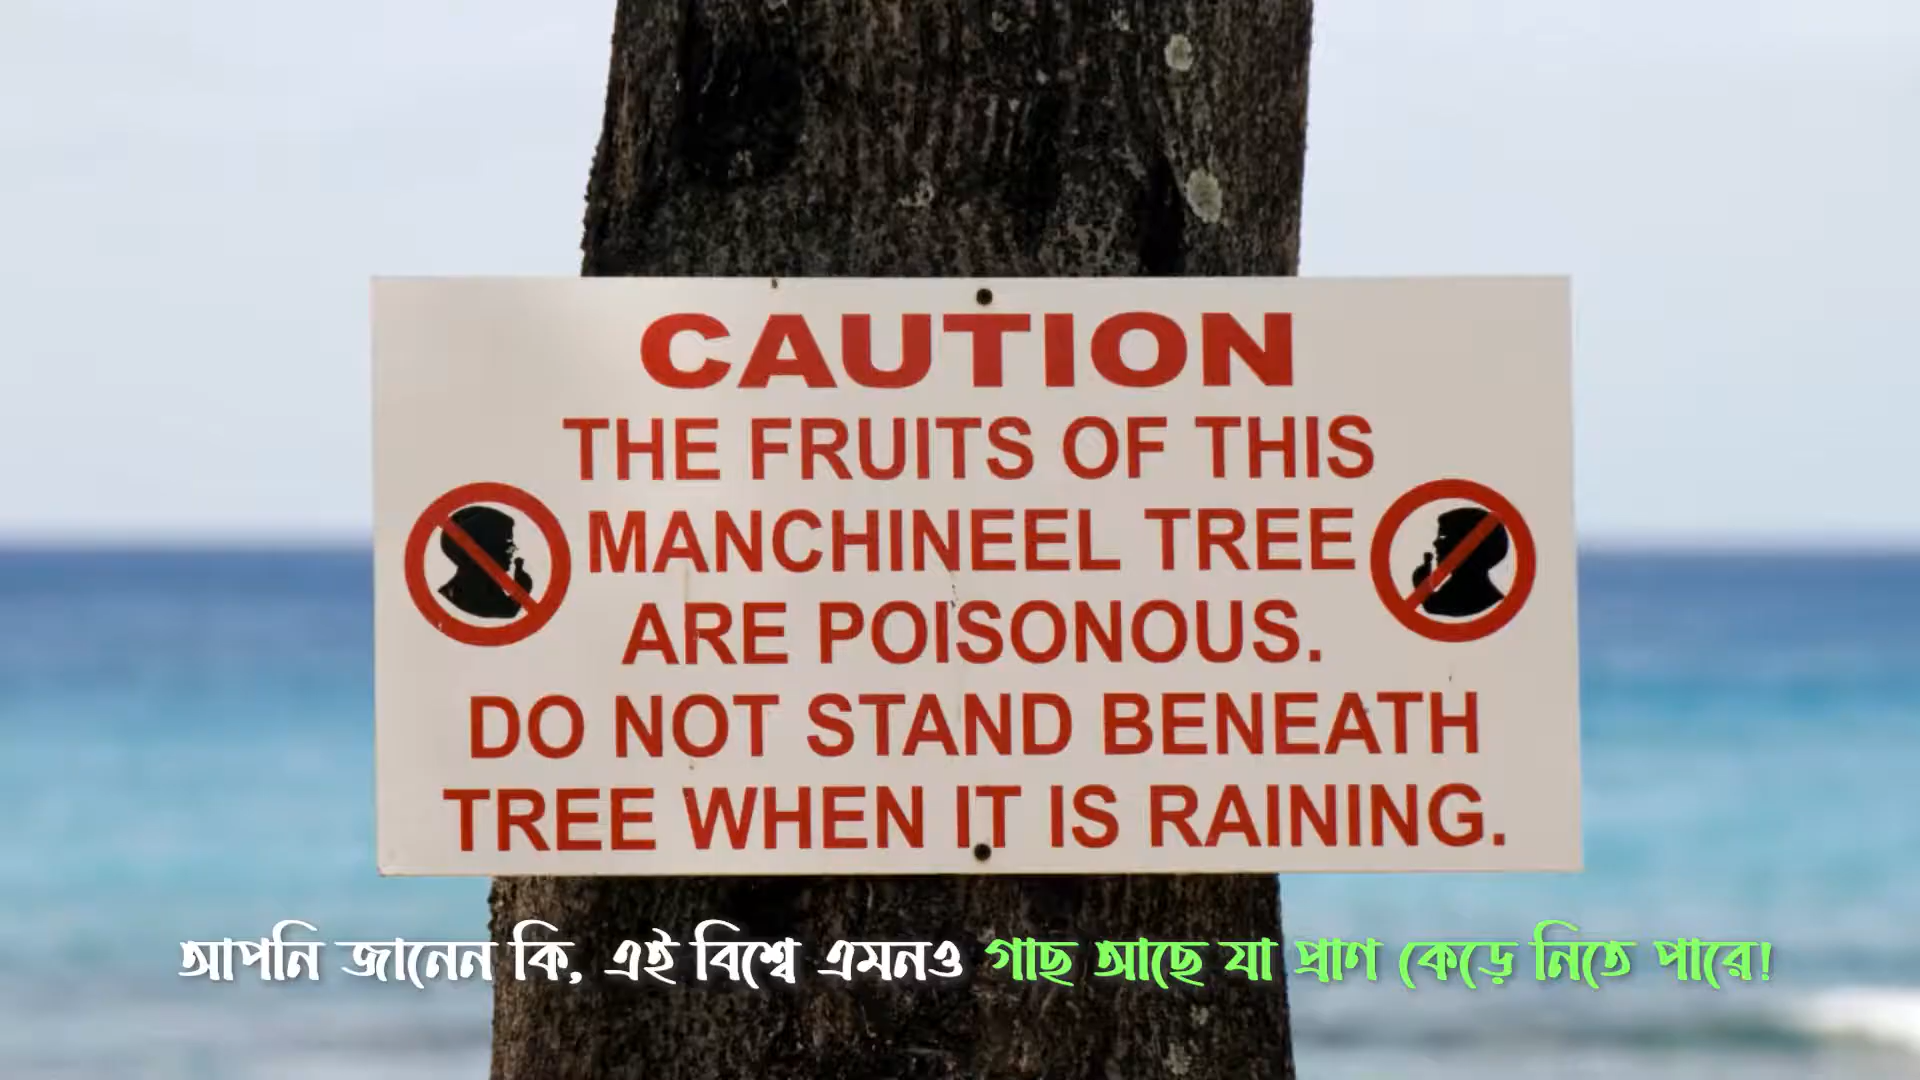 CAUTION
THE FRUITS OF THIS
MANCHINEEL TREE
ARE POISONOUS.
DO NOT STAND BENEATH
TREE WHEN IT IS RAINING.
আপনি জানেন কি, এই বিশ্বে এমনও গাছ আছে যা প্রাণ কেড়ে নিতে পারে!